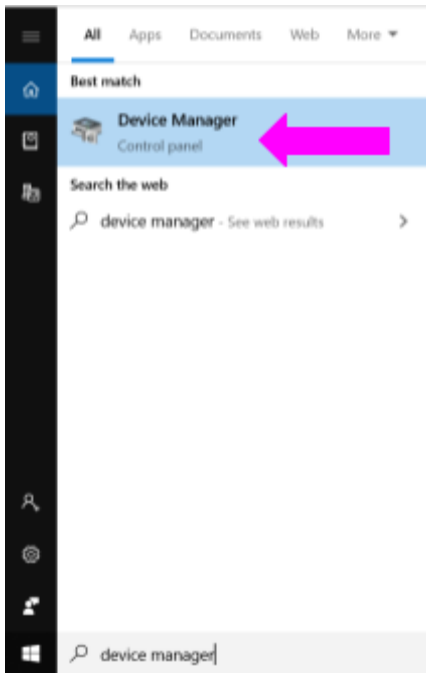 All Apps Documents Web More
Best match
Device Manager
Control panel
Search the web
device manager - See web results
device manager